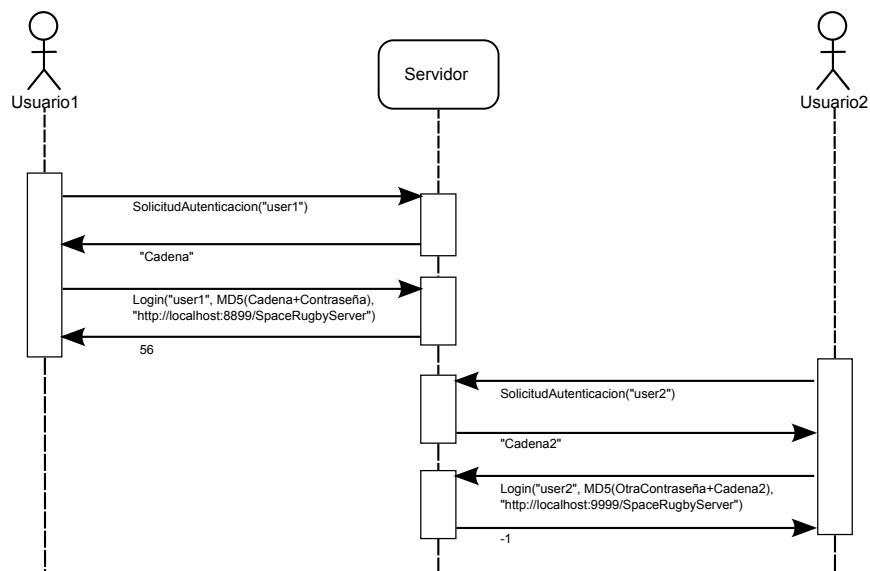 Servidor
Usuario1
Usuario2
SolicitudAutenticacion("user1")
"Cadena"
Login("user1", MD5(Cadena+Contraseña),
"http://localhost:8899/SpaceRugbyServer")
56
SolicitudAutenticacion("user2")
"Cadena2"
Login("user2", MD5(OtraContraseña+Cadena2),
"http://localhost:9999/SpaceRugbyServer")
-1